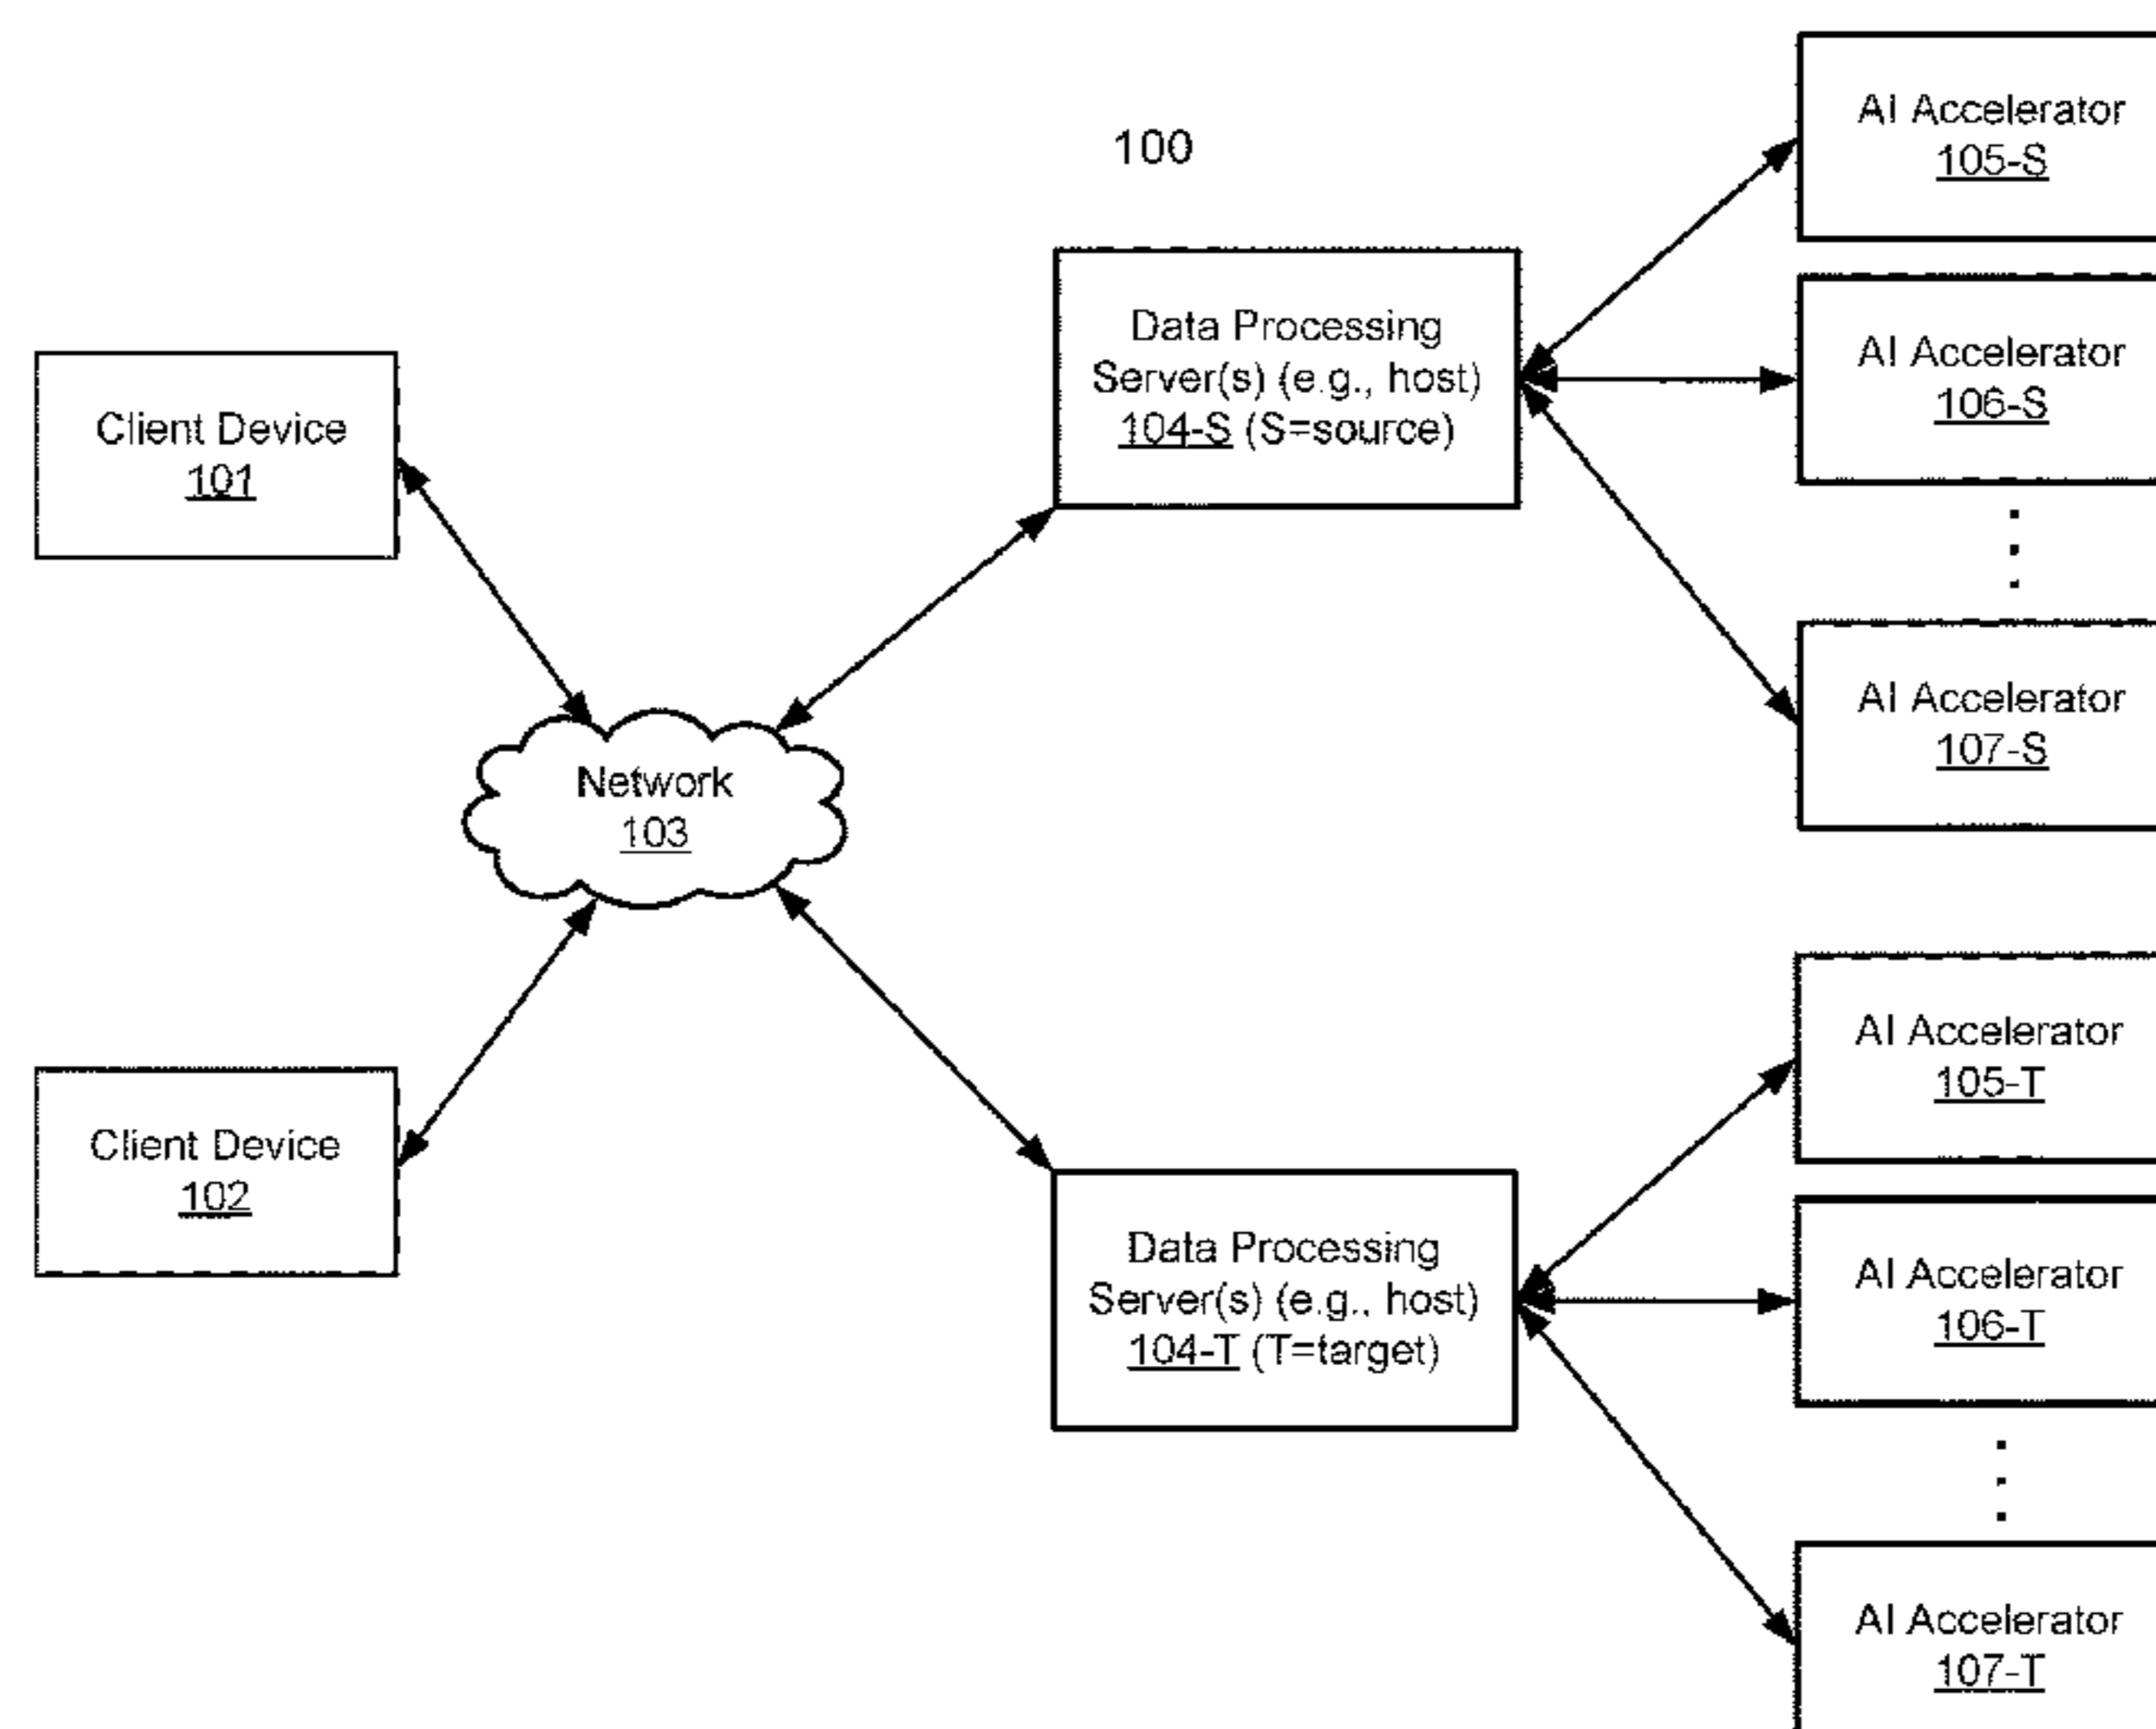 100
Client Device
101
Client Device
102
Network
103
Data Processing
Server(s) (e.g., host)
104-S (S=source)
Data Processing
Server(s) (e.g., host)
104-T (T=target)
AI Accelerator
105-S
AI Accelerator
106-S
AI Accelerator
107-S
AI Accelerator
105-T
AI Accelerator
106-T
AI Accelerator
107-T